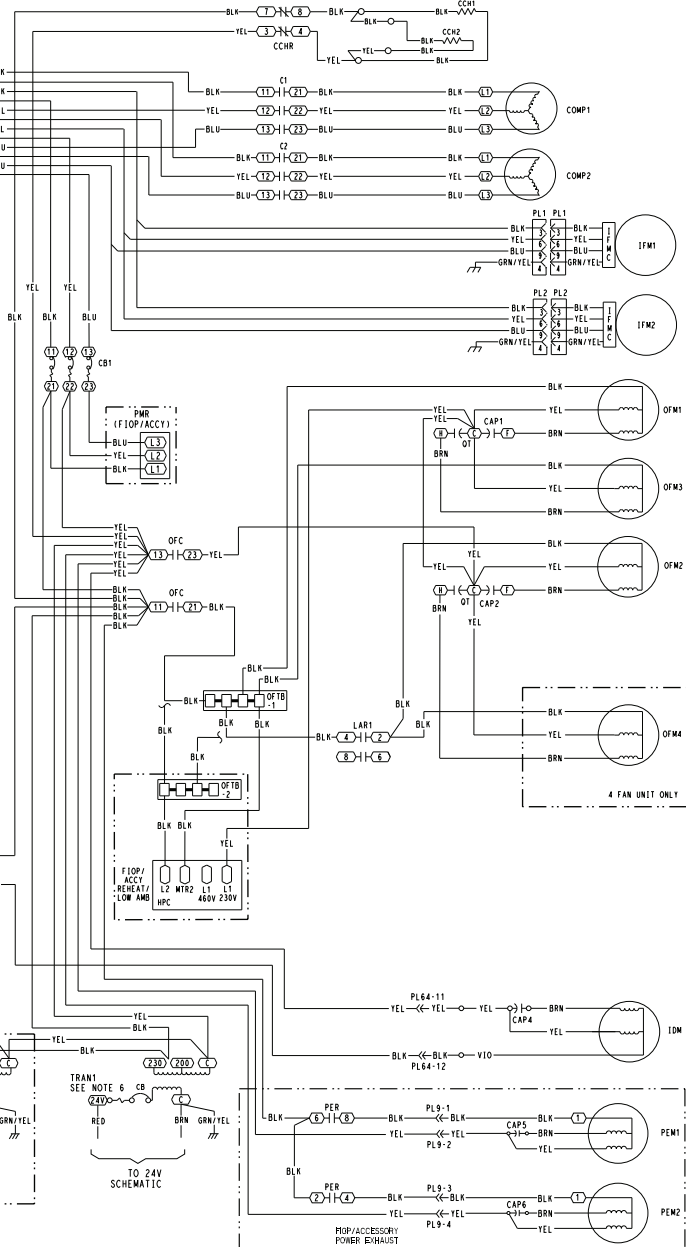 BLK 7 8 BLK CCH1
BLK
BLK CCH2
YEL 3 4 YEL BLK
CCHR YEL BLK
K
C1
BLK 11 21 BLK BLK L1
K
L YEL 12 22 YEL YEL L2 COMP1
L BLU 13 23 BLU BLU L3
U
C2
BLK 11 21 BLK BLK L1
U
YEL 12 22 YEL YEL L2 COMP2
BLU 13 23 BLU BLU L3
PL1 PL1
BLK 3 3 BLK
YEL 6 6 YEL
BLU 9 9 BLU
GRN/YEL 4 4 GRN/YEL
IFMC IFM1
PL2 PL2
BLK 3 3 BLK
YEL 6 6 YEL
BLU 9 9 BLU
GRN/YEL 4 4 GRN/YEL
IFMC IFM2
YEL YEL
BLK BLK BLU
11 12 13
CB1
21 22 23
PMR
(FIOP/ACCY)
BLU L3
YEL L2
BLK L1
BLK
YEL YEL OFM1
YEL CAP1
H C F BRN
QT
BRN
BLK
YEL OFM3
BRN
YEL OFC
YEL
YEL
YEL 13 23 YEL
YEL
YEL
BLK
YEL
YEL YEL OFM2
H C F BRN
BRN QT CAP2
YEL
BLK OFC
BLK
BLK 11 21 BLK
BLK
BLK
BLK
BLK
BLK OFTB
-1
BLK BLK
BLK
BLK
LAR1
BLK 4 2 BLK
8 6
BLK
BLK
YEL OFM4
BRN
4 FAN UNIT ONLY
OFTB
-2
BLK BLK
YEL
FIOP/
ACCY
REHEAT/
LOW AMB
L2 MTR2 L1 L1
HPC 460V 230V
PL64-11
YEL YEL YEL BRN
CAP4
YEL IDM
BLK BLK VIO
PL64-12
YEL
BLK
YEL
BLK
C 230 200 C
TRAN1
SEE NOTE 6 CB
24V C
GRN/YEL RED BRN GRN/YEL
TO 24V
SCHEMATIC
PER PL9-1
BLK 6 8 BLK BLK BLK 1
YEL YEL CAP5 BRN PEM1
PL9-2
YEL
BLK
PER PL9-3
2 4 BLK BLK BLK 1
YEL YEL CAP6 BRN PEM2
PL9-4
YEL
FIOP/ACCESSORY
POWER EXHAUST